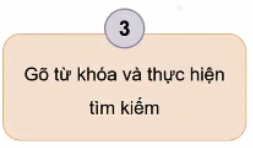 3
Gõ từ khóa và thực hiện
tìm kiếm